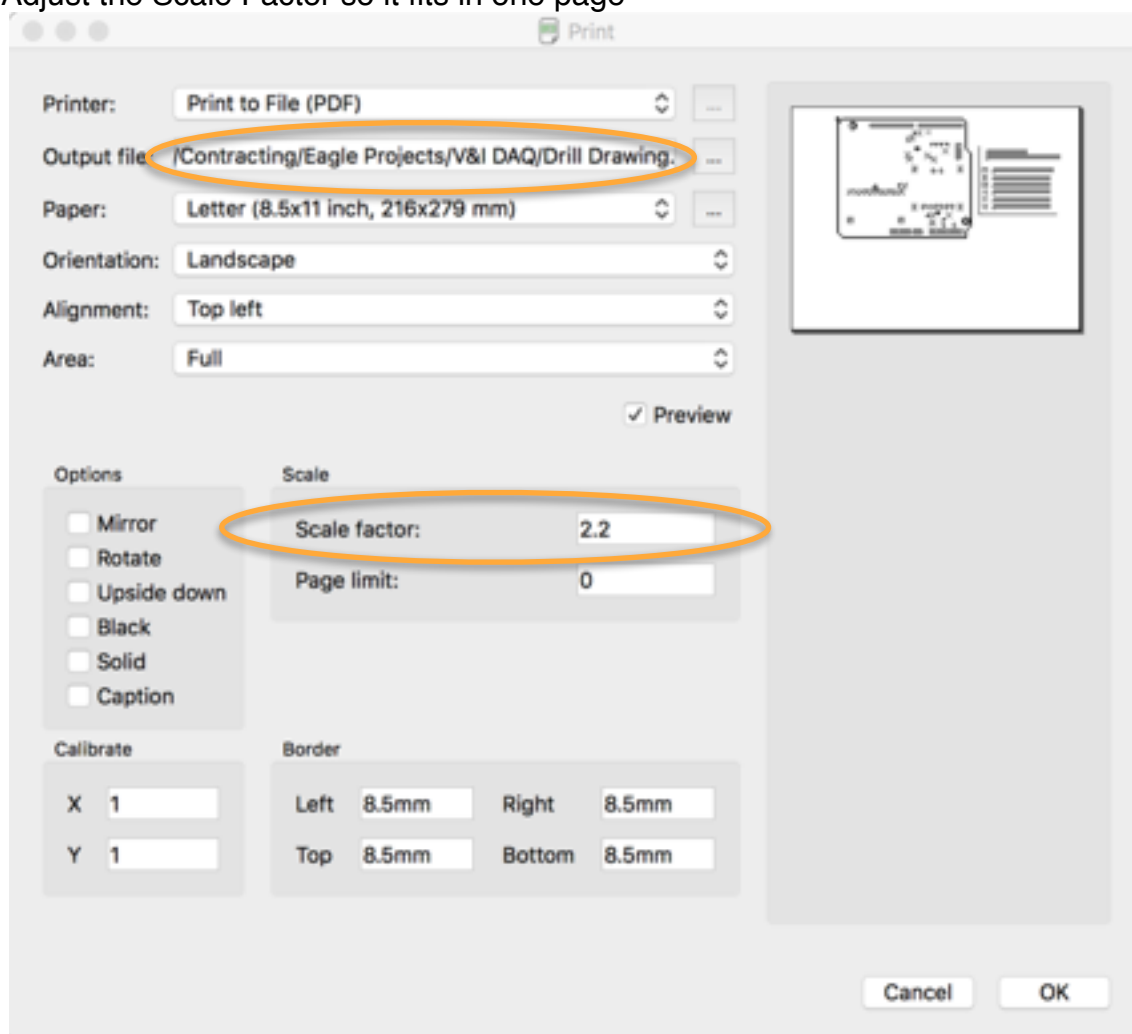 Adjust the Scale Factor so it fits in one page
Print
Printer: Print to File (PDF) ...
Output file /Contracting/Eagle Projects/V&I DAQ/Drill Drawing. ...
Paper: Letter (8.5x11 inch, 216x279 mm) ...
Orientation: Landscape
Alignment: Top left
Area: Full
Preview
Options Scale
Mirror Scale factor: 2.2
Rotate
Upside down Page limit: 0
Black
Solid
Caption
Calibrate Border
X 1 Left 8.5mm Right 8.5mm
Y 1 Top 8.5mm Bottom 8.5mm
Cancel OK